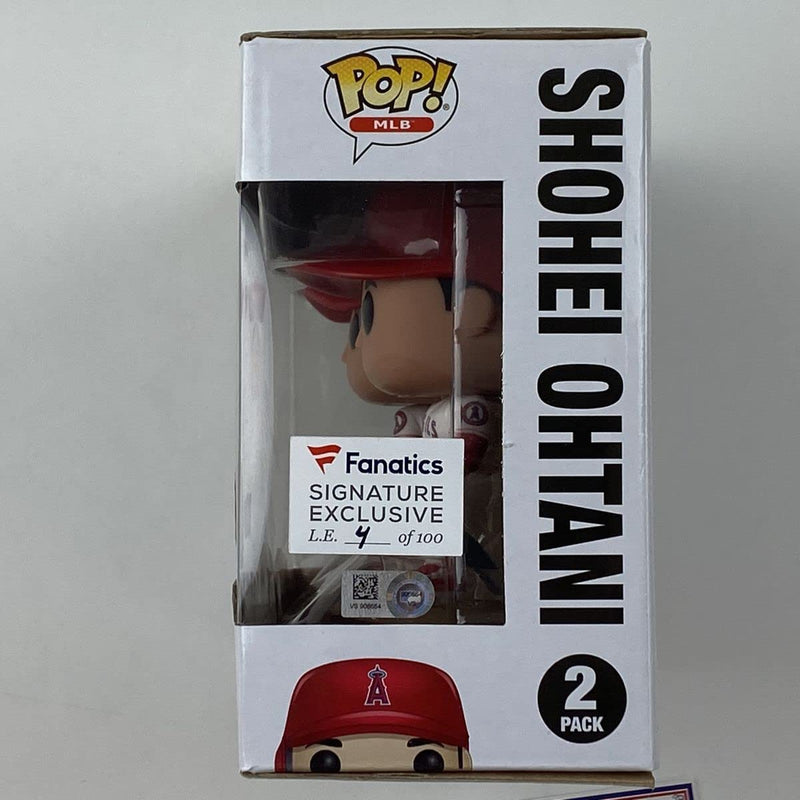 POP!
MLB
SHOHEI OHTANI
Fanatics
SIGNATURE
EXCLUSIVE
L.E. 4 of 100
A
2
PACK